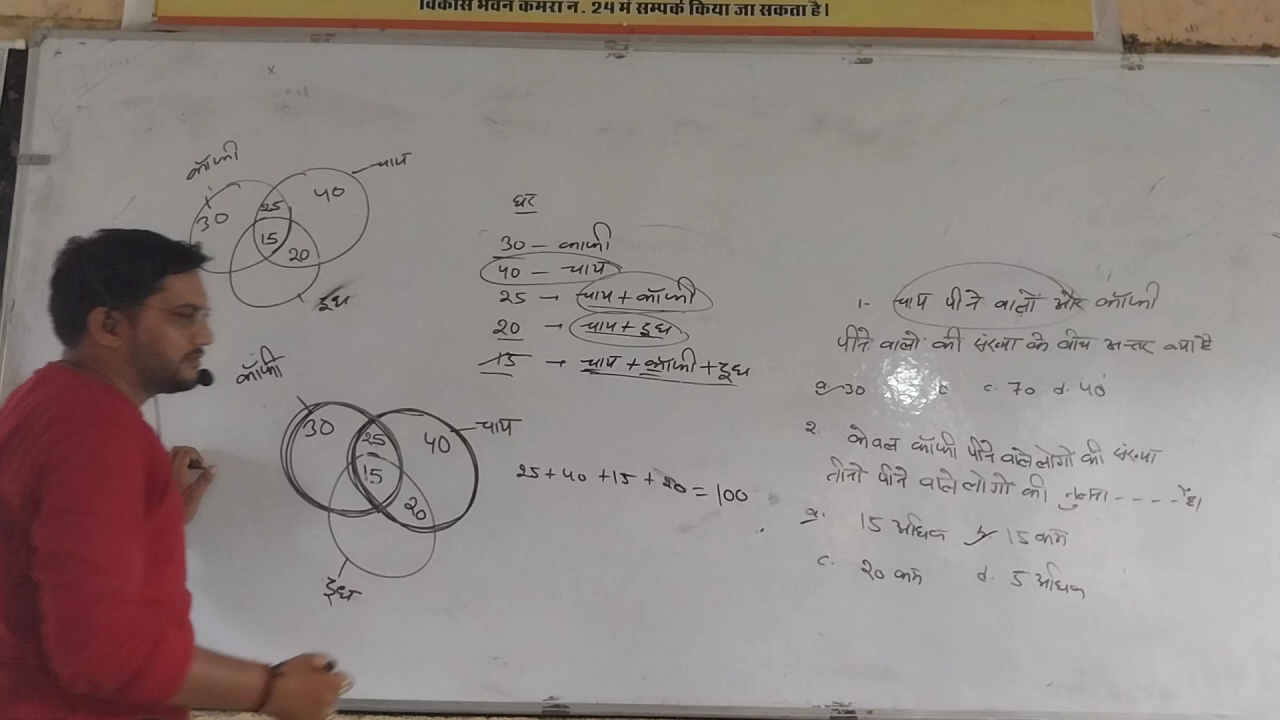 विकास भवन कमरा न. 24 में सम्पर्क किया जा सकता है।
कॉफी
चाय
30
25
40
15
20
दूध
घर
30 – काफी
40 – चाय
25 → चाय + कॉफी
20 → चाय + दूध
15 → चाय + कॉफी + दूध
कॉफी
चाय
30
25
40
15
20
दूध
25 + 40 + 15 + 20 = 100
1- चाय पीने वालों और कॉफी
पीने वालो की संख्या के बीच अन्तर क्या है
a. 30 b c. 70 d. 40
2. केवल कॉफी पीने वाले लोगो की संख्या
तीनो पीने वाले लोगो की तुलना - - - - है।
a. 15 अधिक b 15 कम
c. 20 कम d. 5 अधिक